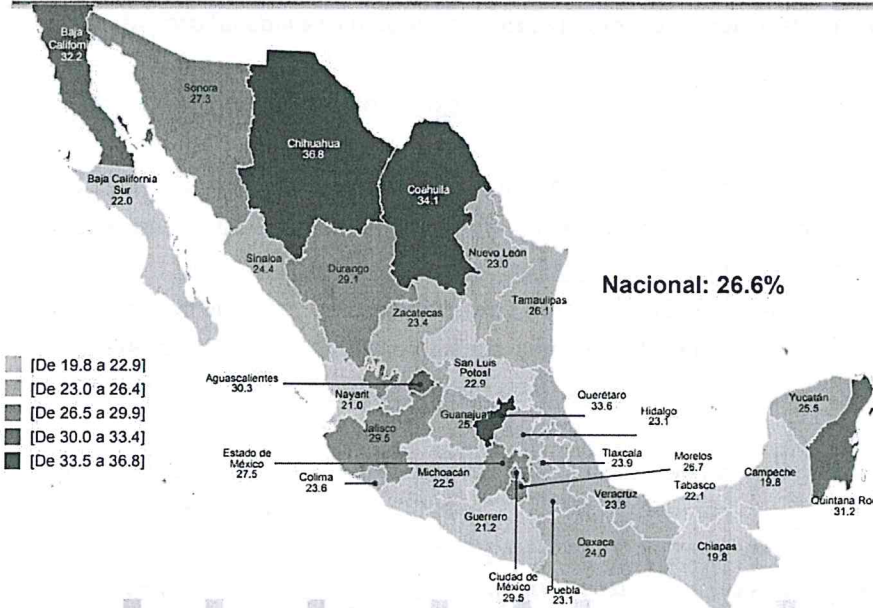 Baja
Californi
32.2
Sonora
27.3
Chihuahua
36.8
Coahuila
34.1
Baja California
Sur
22.0
Sinaloa
24.4
Durango
29.1
Nuevo León
23.0
Nacional: 26.6%
Tamaulipas
26.1
Zacatecas
23.4
[De 19.8 a 22.9]
[De 23.0 a 26.4]
[De 26.5 a 29.9]
[De 30.0 a 33.4]
[De 33.5 a 36.8]
Aguascalientes
30.3
San Luis
Potosí
22.9
Nayarit
21.0
Guanajua
25.
Querétaro
33.6
Hidalgo
23.1
Yucatán
25.5
Jalisco
29.5
Estado de
México
27.5
Colima
23.6
Michoacán
22.5
Tlaxcala
23.9
Morelos
26.7
Campeche
19.8
Quintana Roo
31.2
Veracruz
23.8
Tabasco
22.1
Guerrero
21.2
Oaxaca
24.0
Chiapas
19.8
Ciudad de
México
29.5
Puebla
23.1